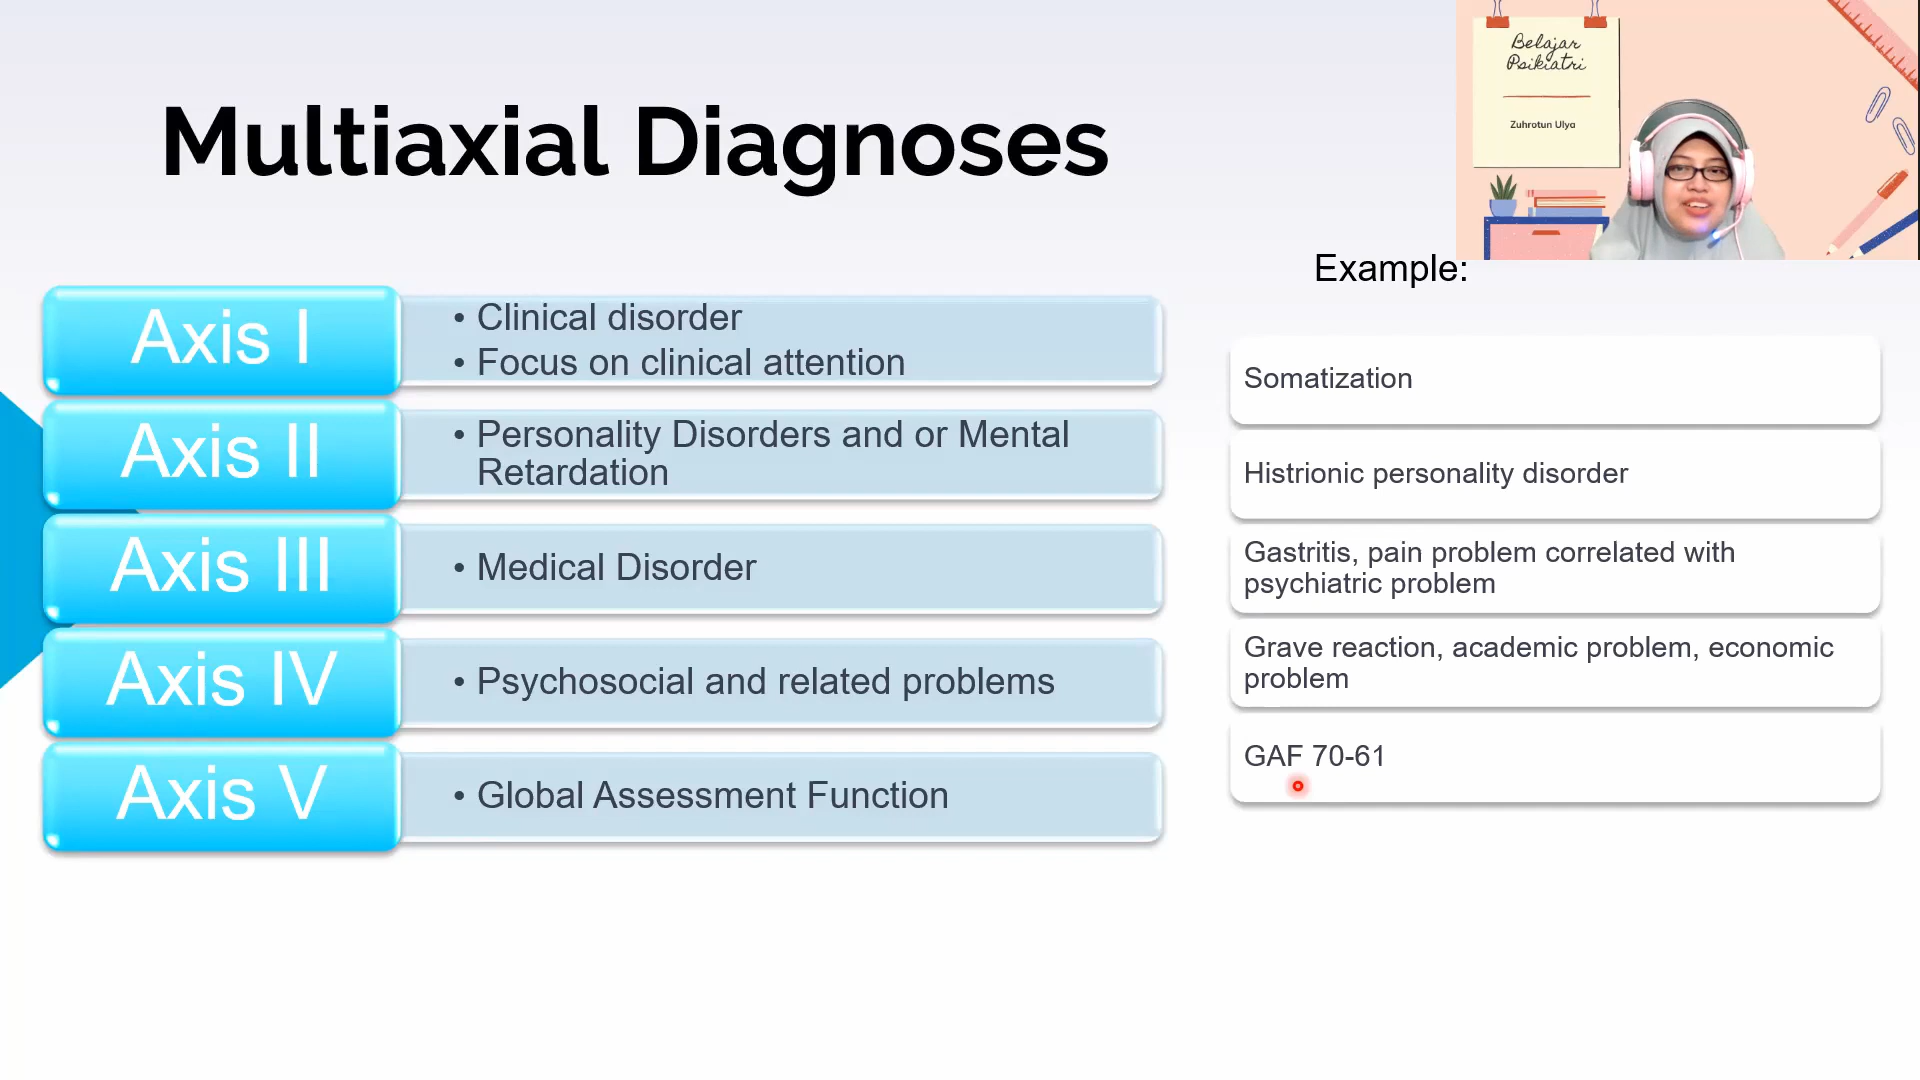 Multiaxial Diagnoses
Belajar
Psikiatri
Zuhrotun Ulya
Example:
Axis I
• Clinical disorder
• Focus on clinical attention
Somatization
Axis II
• Personality Disorders and or Mental
Retardation
Histrionic personality disorder
Axis III
• Medical Disorder
Gastritis, pain problem correlated with
psychiatric problem
Axis IV
• Psychosocial and related problems
Grave reaction, academic problem, economic
problem
Axis V
• Global Assessment Function
GAF 70-61